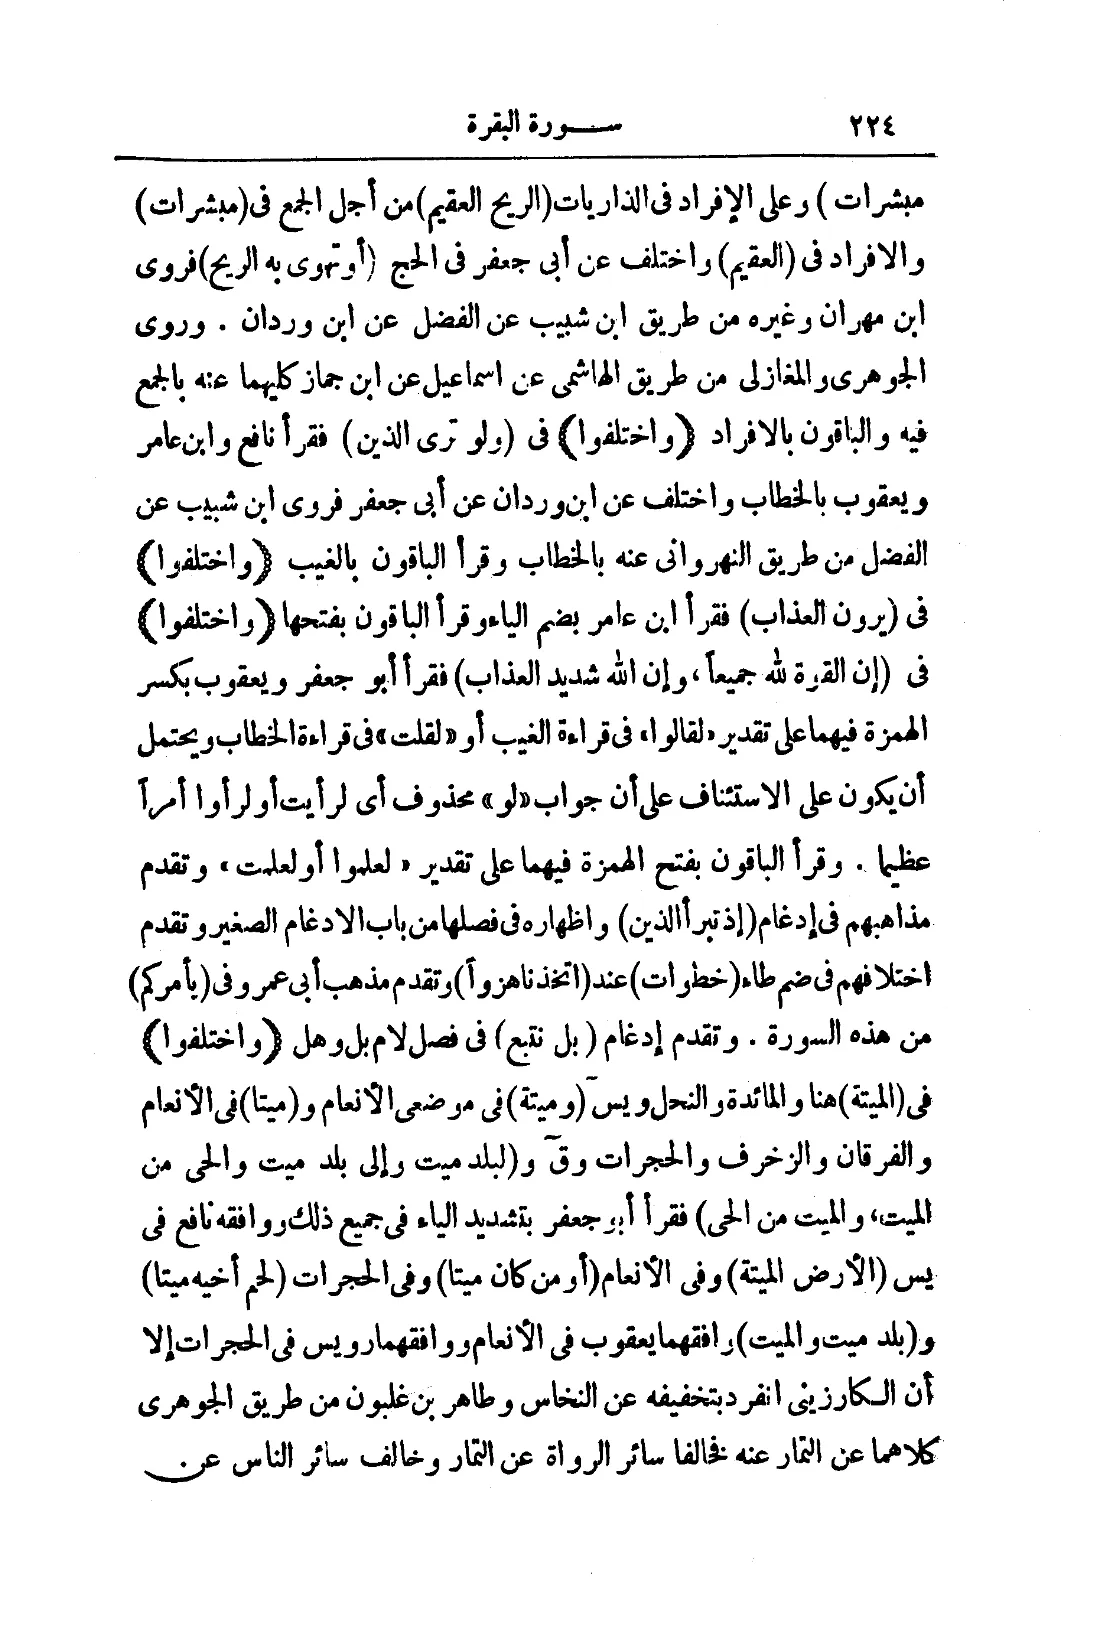 ٢٢٤ ســـورة البقرة
مبشرات ) وعلى الإفراد فى الذاريات (الريح العقيم) من أجل الجمع فى (مبشرات)
والافراد فى (العقيم) واختلف عن أبى جعفر فى الحج (أو تهوى به الريح) فروى
ابن مهران وغيره من طريق ابن شبيب عن الفضل عن ابن وردان . وروى
الجوهرى والمغازلى من طريق الهاشمى عن اسماعيل عن ابن جماز كليهما عنه بالجمع
فيه والباقون بالافراد ﴿واختلفوا﴾ فى (ولو ترى الذين) فقرأ نافع وابن عامر
ويعقوب بالخطاب واختلف عن ابن وردان عن أبى جعفر فروى ابن شبيب عن
الفضل من طريق النهروانى عنه بالخطاب وقرأ الباقون بالغيب ﴿واختلفوا﴾
فى (يرون العذاب) فقرأ ابن عامر بضم الياء وقرأ الباقون بفتحها ﴿واختلفوا﴾
فى (إن القوة لله جميعاً ، وإن الله شديد العذاب) فقرأ أبو جعفر ويعقوب بكسر
الهمزة فيهما على تقدير «لقالوا» فى قراءة الغيب أو «لقلت» فى قراءة الخطاب ويحتمل
أن يكون على الاستئناف على أن جواب «لو» محذوف أى لرأيت أو لرأوا أمراً
عظيما . وقرأ الباقون بفتح الهمزة فيهما على تقدير « لعلموا أو لعلمت » وتقدم
مذاهبهم فى إدغام (إذ تبرأ الذين) واظهاره فى فصلها من باب الادغام الصغير وتقدم
اختلافهم فى ضم طاء (خطوات) عند (اتخذنا هزواً) وتقدم مذهب أبى عمرو فى (يأمركم)
من هذه السورة . وتقدم إدغام ( بل نتبع) فى فصل لام بل وهل ﴿واختلفوا﴾
فى (الميتة) هنا والمائدة والنحل ويسٓ (وميتة) فى موضعى الأنعام و(ميتا) فى الأنعام
والفرقان والزخرف والحجرات وقٓ و(لبلد ميت وإلى بلد ميت والحى من
الميت، والميت من الحى) فقرأ أبو جعفر بتشديد الياء فى جميع ذلك ووافقه نافع فى
يس (الأرض الميتة) وفى الأنعام (أو من كان ميتا) وفى الحجرات (لحم أخيه ميتا)
و(بلد ميت والميت) وافقهما يعقوب فى الأنعام ووافقهما رويس فى الحجرات إلا
أن الكارزينى انفرد بتخفيفه عن النخاس وطاهر بن غلبون من طريق الجوهرى
كلاهما عن التمار عنه فخالفا سائر الرواة عن التمار وخالف سائر الناس عن